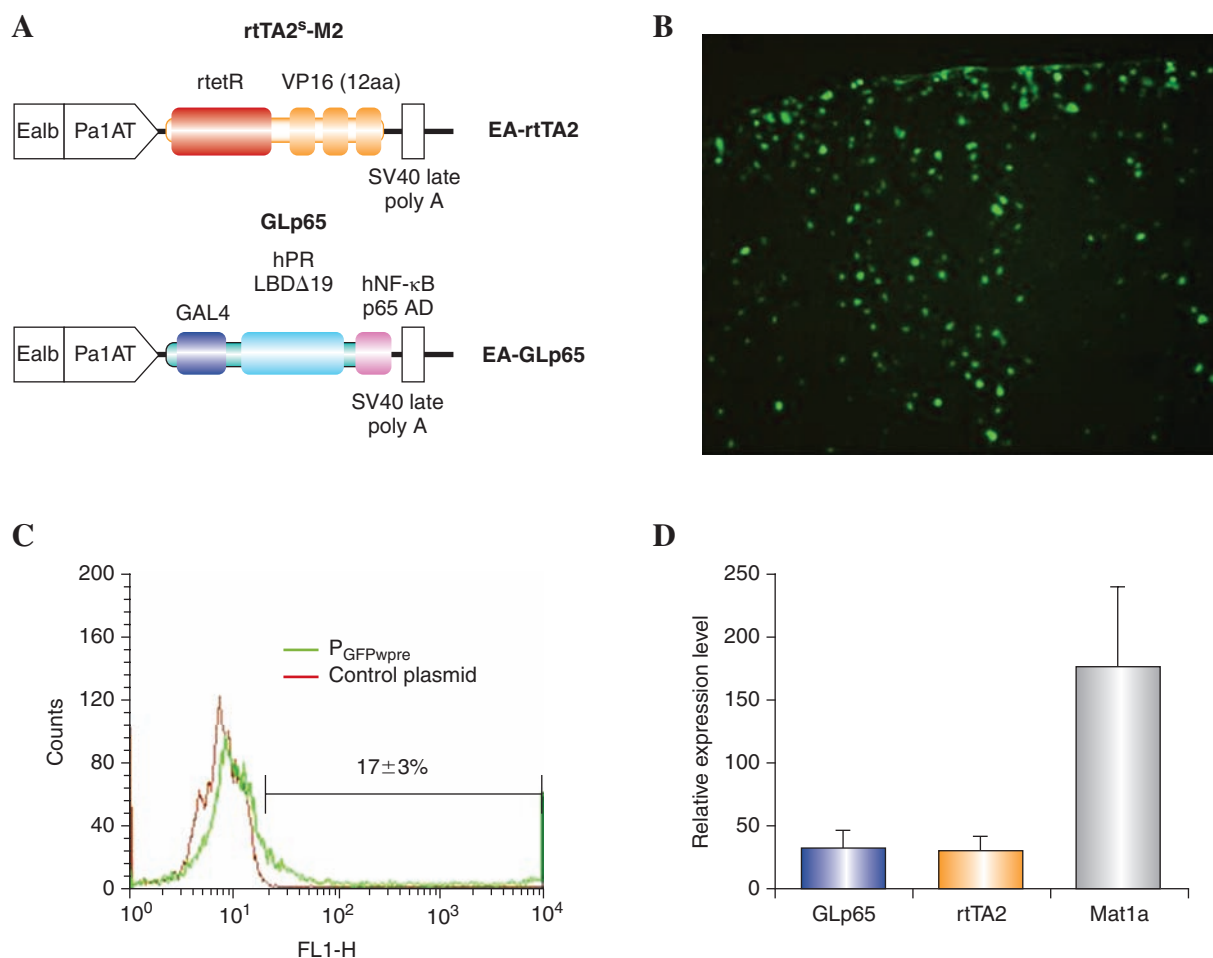 A
rtTA2ˢ-M2
rtetR
VP16 (12aa)
Ealb
Pa1AT
EA-rtTA2
SV40 late
poly A
GLp65
hPR
LBDΔ19
GAL4
hNF-κB
p65 AD
Ealb
Pa1AT
EA-GLp65
SV40 late
poly A
B
C
200
160
120
80
40
0
Counts
P_GFPwpre
Control plasmid
17±3%
10⁰
10¹
10²
10³
10⁴
FL1-H
D
250
200
150
100
50
0
Relative expression level
GLp65
rtTA2
Mat1a